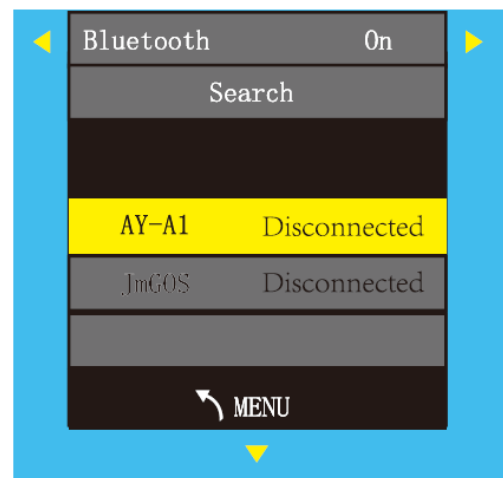 Bluetooth On
Search
AY-A1 Disconnected
JmGOS Disconnected
MENU